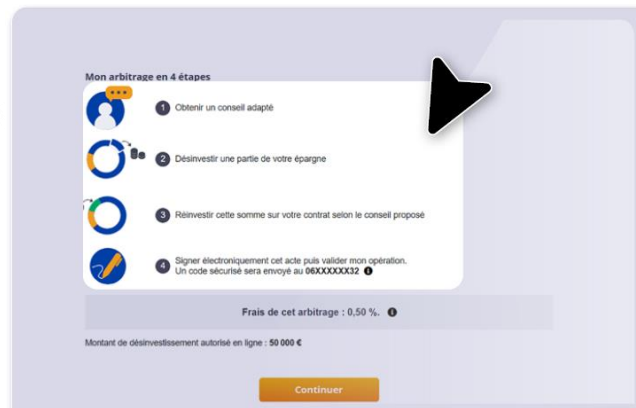 Mon arbitrage en 4 étapes
1 Obtenir un conseil adapté
2 Désinvestir une partie de votre épargne
3 Réinvestir cette somme sur votre contrat selon le conseil proposé
4 Signer électroniquement cet acte puis valider mon opération.
Un code sécurisé sera envoyé au 06XXXXXX32 i
Frais de cet arbitrage : 0,50 %. i
Montant de désinvestissement autorisé en ligne : 50 000 €
Continuer